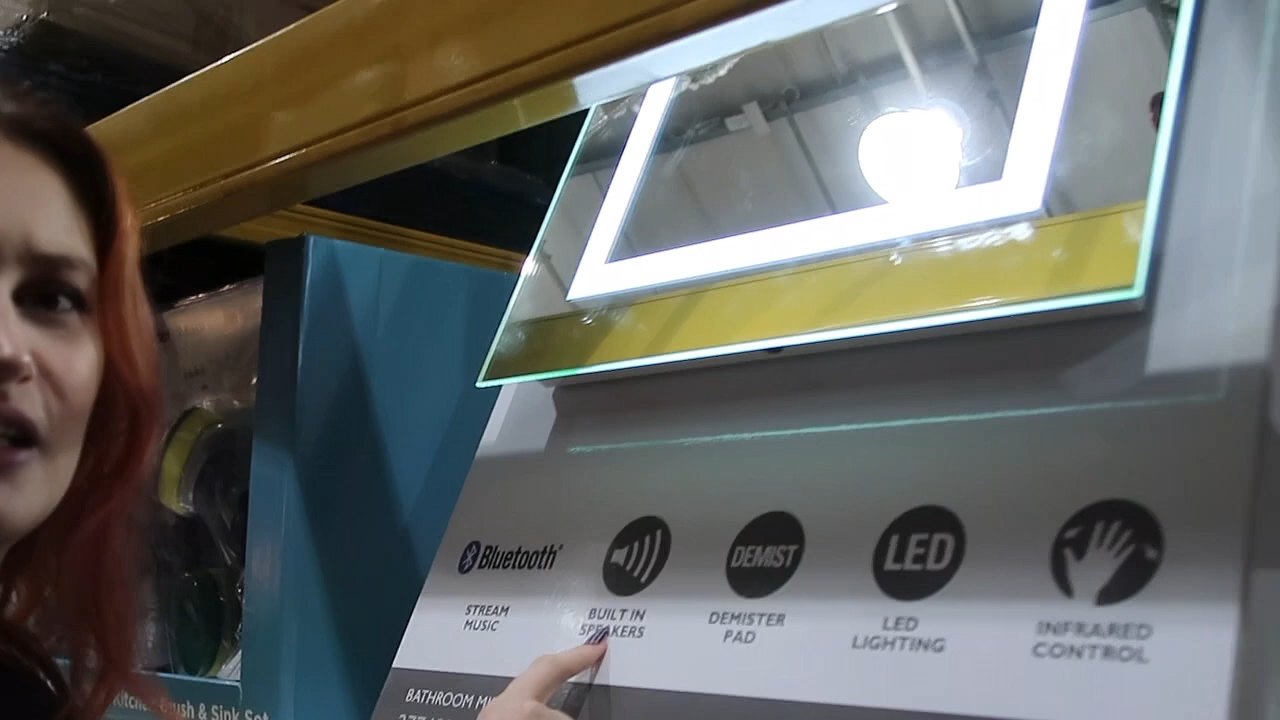 Bluetooth
STREAM
MUSIC
BUILT IN
SPEAKERS
DEMIST
DEMISTER
PAD
LED
LED
LIGHTING
INFRARED
CONTROL
BATHROOM
Kitchen Brush & Sink Set